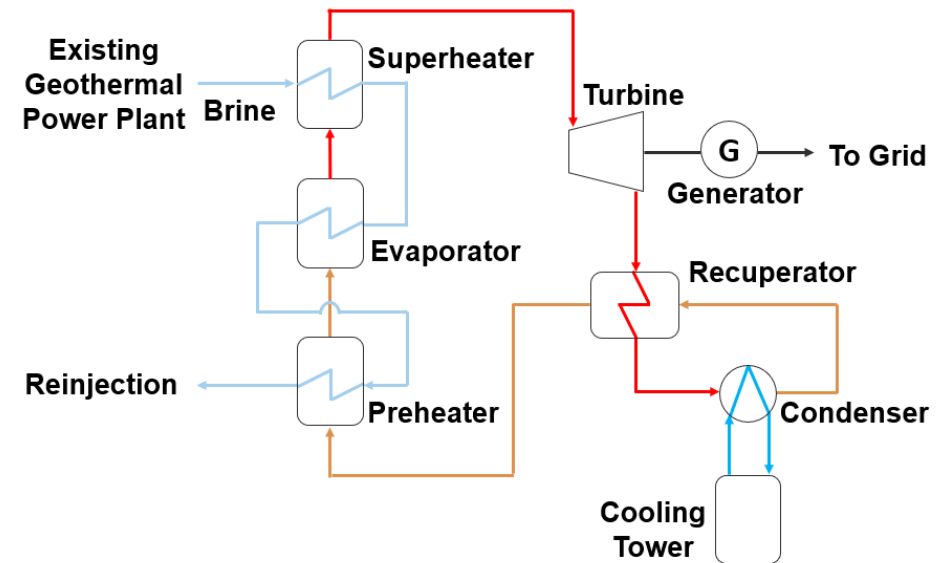 Existing
Geothermal
Power Plant
Brine
Superheater
Turbine
G
To Grid
Generator
Evaporator
Recuperator
Reinjection
Preheater
Condenser
Cooling
Tower